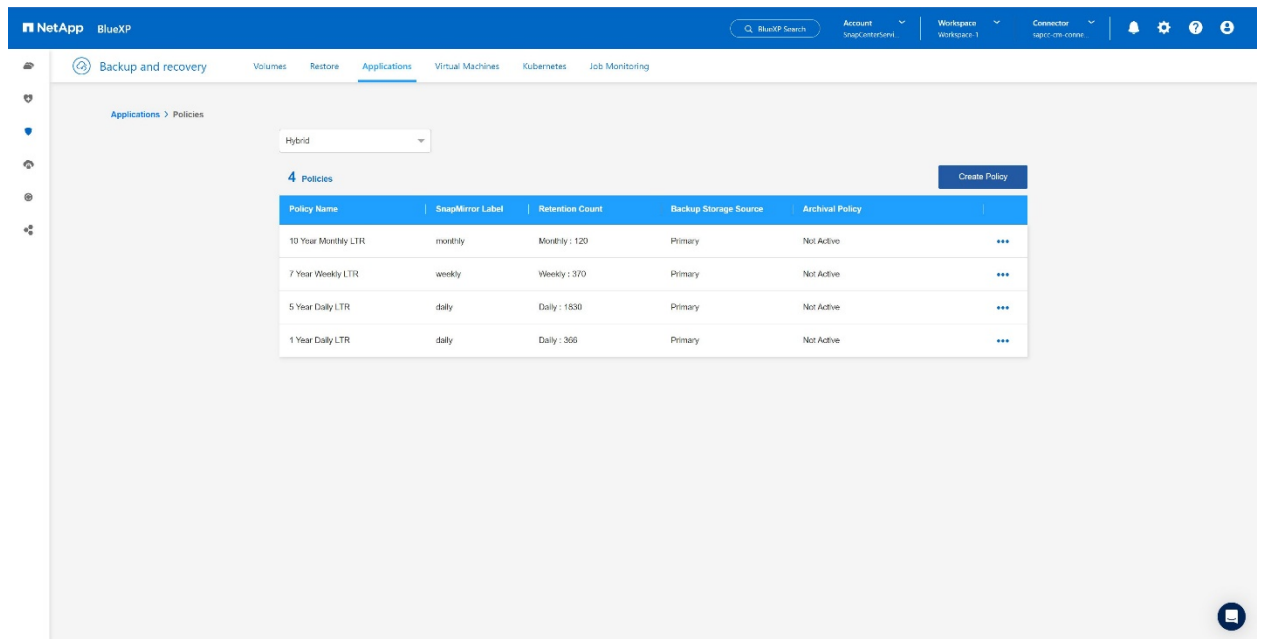 NetApp BlueXP
BlueXP Search
Account
SnapCenterServi...
Workspace
Workspace-1
Connector
sapcc-cm-conne...
Backup and recovery
Volumes Restore Applications Virtual Machines Kubernetes Job Monitoring
Applications > Policies
Hybrid
4 Policies
Create Policy
Policy Name SnapMirror Label Retention Count Backup Storage Source Archival Policy
10 Year Monthly LTR monthly Monthly : 120 Primary Not Active
7 Year Weekly LTR weekly Weekly : 370 Primary Not Active
5 Year Daily LTR daily Daily : 1830 Primary Not Active
1 Year Daily LTR daily Daily : 366 Primary Not Active